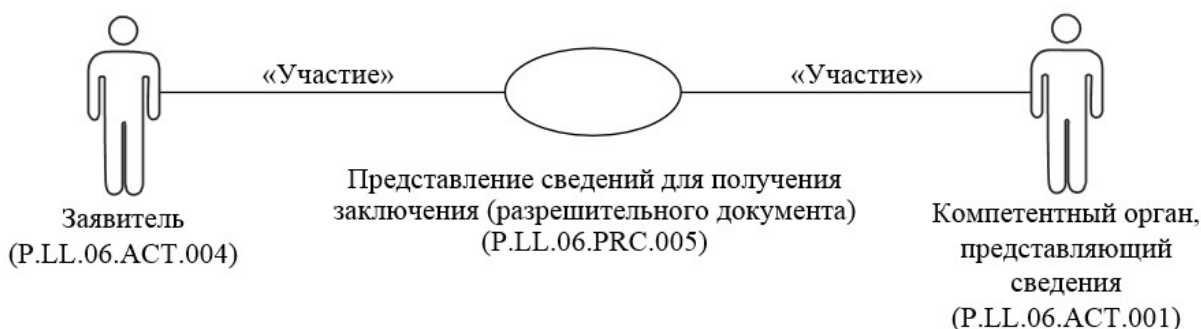 «Участие»
«Участие»
Заявитель
(P.LL.06.ACT.004)
Представление сведений для получения
заключения (разрешительного документа)
(P.LL.06.PRC.005)
Компетентный орган,
представляющий
сведения
(P.LL.06.ACT.001)